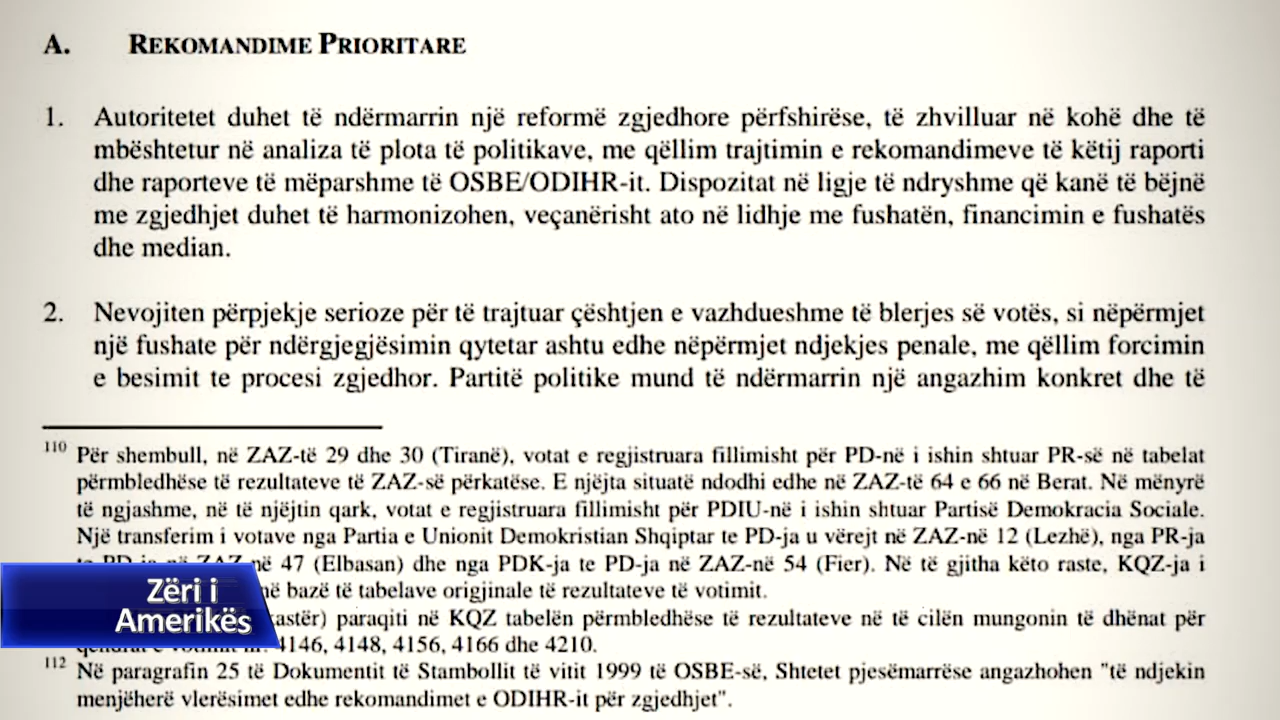 A. REKOMANDIME PRIORITARE
1. Autoritetet duhet të ndërmarrin një reformë zgjedhore përfshirëse, të zhvilluar në kohë dhe të
mbështetur në analiza të plota të politikave, me qëllim trajtimin e rekomandimeve të këtij raporti
dhe raporteve të mëparshme të OSBE/ODIHR-it. Dispozitat në ligje të ndryshme që kanë të bëjnë
me zgjedhjet duhet të harmonizohen, veçanërisht ato në lidhje me fushatën, financimin e fushatës
dhe median.
2. Nevojiten përpjekje serioze për të trajtuar çështjen e vazhdueshme të blerjes së votës, si nëpërmjet
një fushate për ndërgjegjësimin qytetar ashtu edhe nëpërmjet ndjekjes penale, me qëllim forcimin
e besimit te procesi zgjedhor. Partitë politike mund të ndërmarrin një angazhim konkret dhe të
110 Për shembull, në ZAZ-të 29 dhe 30 (Tiranë), votat e regjistruara fillimisht për PD-në i ishin shtuar PR-së në tabelat
përmbledhëse të rezultateve të ZAZ-së përkatëse. E njëjta situatë ndodhi edhe në ZAZ-të 64 e 66 në Berat. Në mënyrë
të ngjashme, në të njëjtin qark, votat e regjistruara fillimisht për PDIU-në i ishin shtuar Partisë Demokracia Sociale.
Një transferim i votave nga Partia e Unionit Demokristian Shqiptar te PD-ja u vërejt në ZAZ-në 12 (Lezhë), nga PR-ja
te PD-ja në ZAZ-në 47 (Elbasan) dhe nga PDK-ja te PD-ja në ZAZ-në 54 (Fier). Në të gjitha këto raste, KQZ-ja i
në bazë të tabelave origjinale të rezultateve të votimit.
kastër) paraqiti në KQZ tabelën përmbledhëse të rezultateve në të cilën mungonin të dhënat për
4146, 4148, 4156, 4166 dhe 4210.
112 Në paragrafin 25 të Dokumentit të Stambollit të vitit 1999 të OSBE-së, Shtetet pjesëmarrëse angazhohen "të ndjekin
menjëherë vlerësimet edhe rekomandimet e ODIHR-it për zgjedhjet".
Zëri i
Amerikës